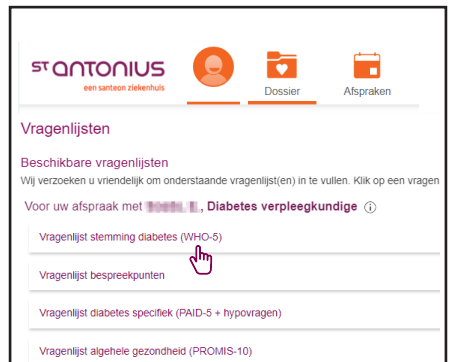 ST antonius
een santeon ziekenhuis
Dossier
Afspraken
Vragenlijsten
Beschikbare vragenlijsten
Wij verzoeken u vriendelijk om onderstaande vragenlijst(en) in te vullen. Klik op een vragen
Voor uw afspraak met , Diabetes verpleegkundige
Vragenlijst stemming diabetes (WHO-5)
Vragenlijst bespreekpunten
Vragenlijst diabetes specifiek (PAID-5 + hypovragen)
Vragenlijst algehele gezondheid (PROMIS-10)